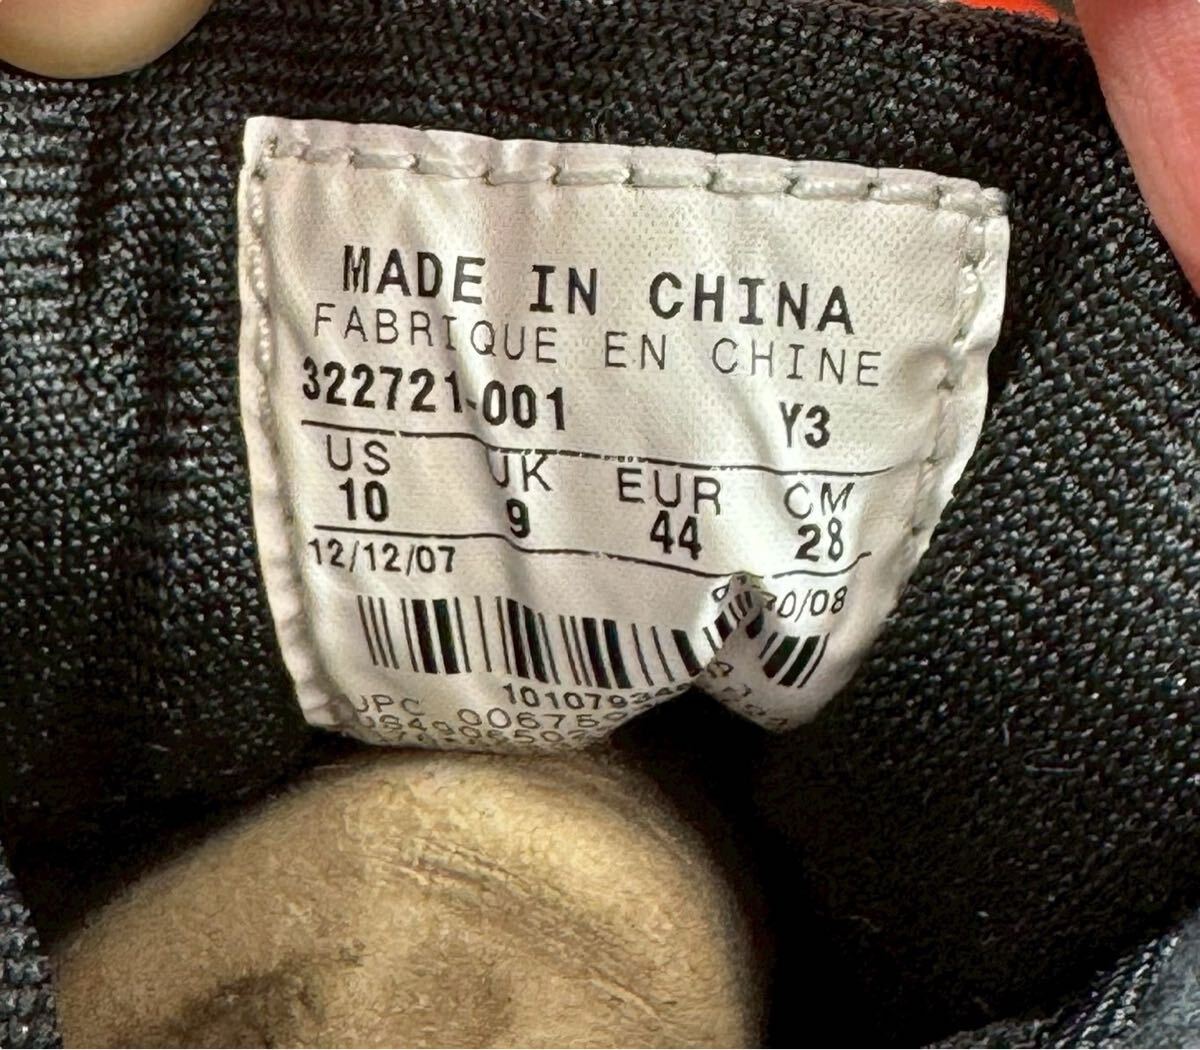 MADE IN CHINA
FABRIQUE EN CHINE
322721-001 Y3
US UK EUR CM
10 9 44 28
12/12/07